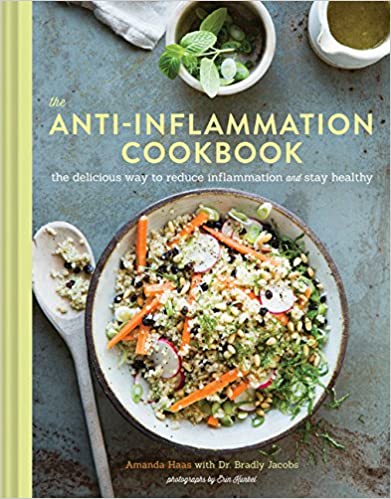 the
ANTI-INFLAMMATION
COOKBOOK
the delicious way to reduce inflammation and stay healthy
Amanda Haas with Dr. Bradly Jacobs
photographs by Erin Kunkel